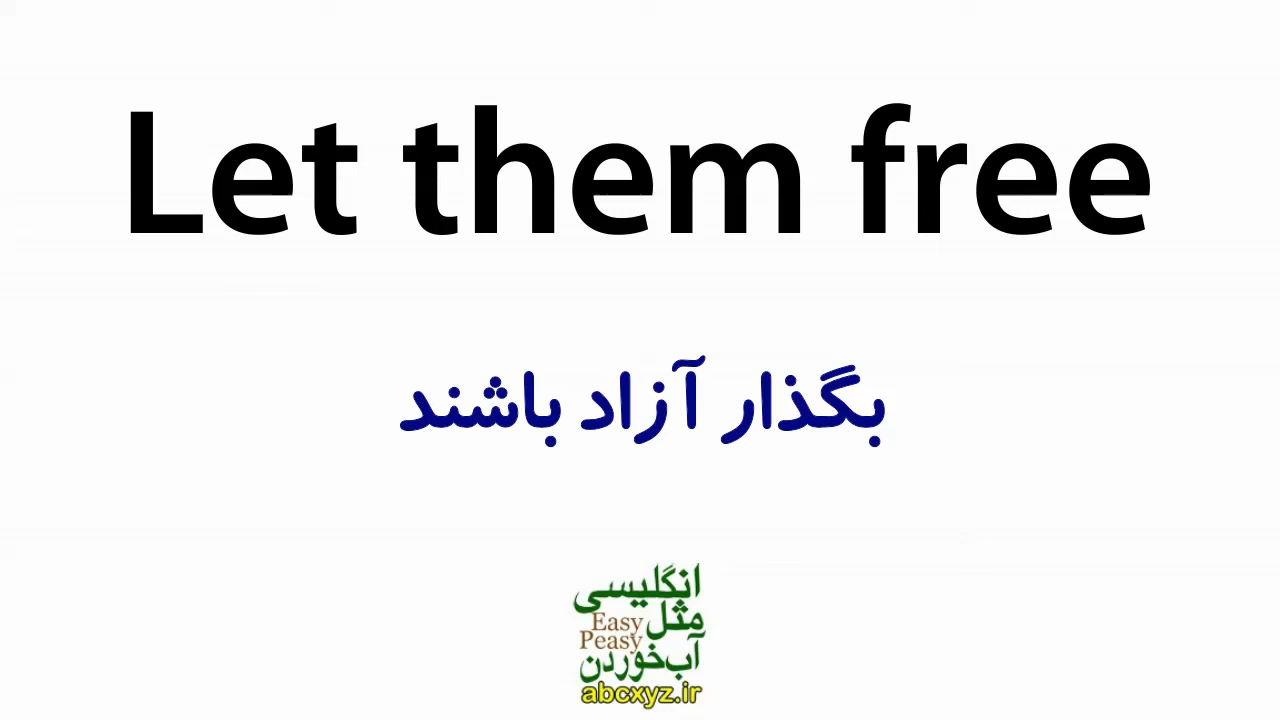 Let them free
بگذار آزاد باشند
انگلیسی
مثل Easy
Peasy
آب‌خوردن
abcxyz.ir